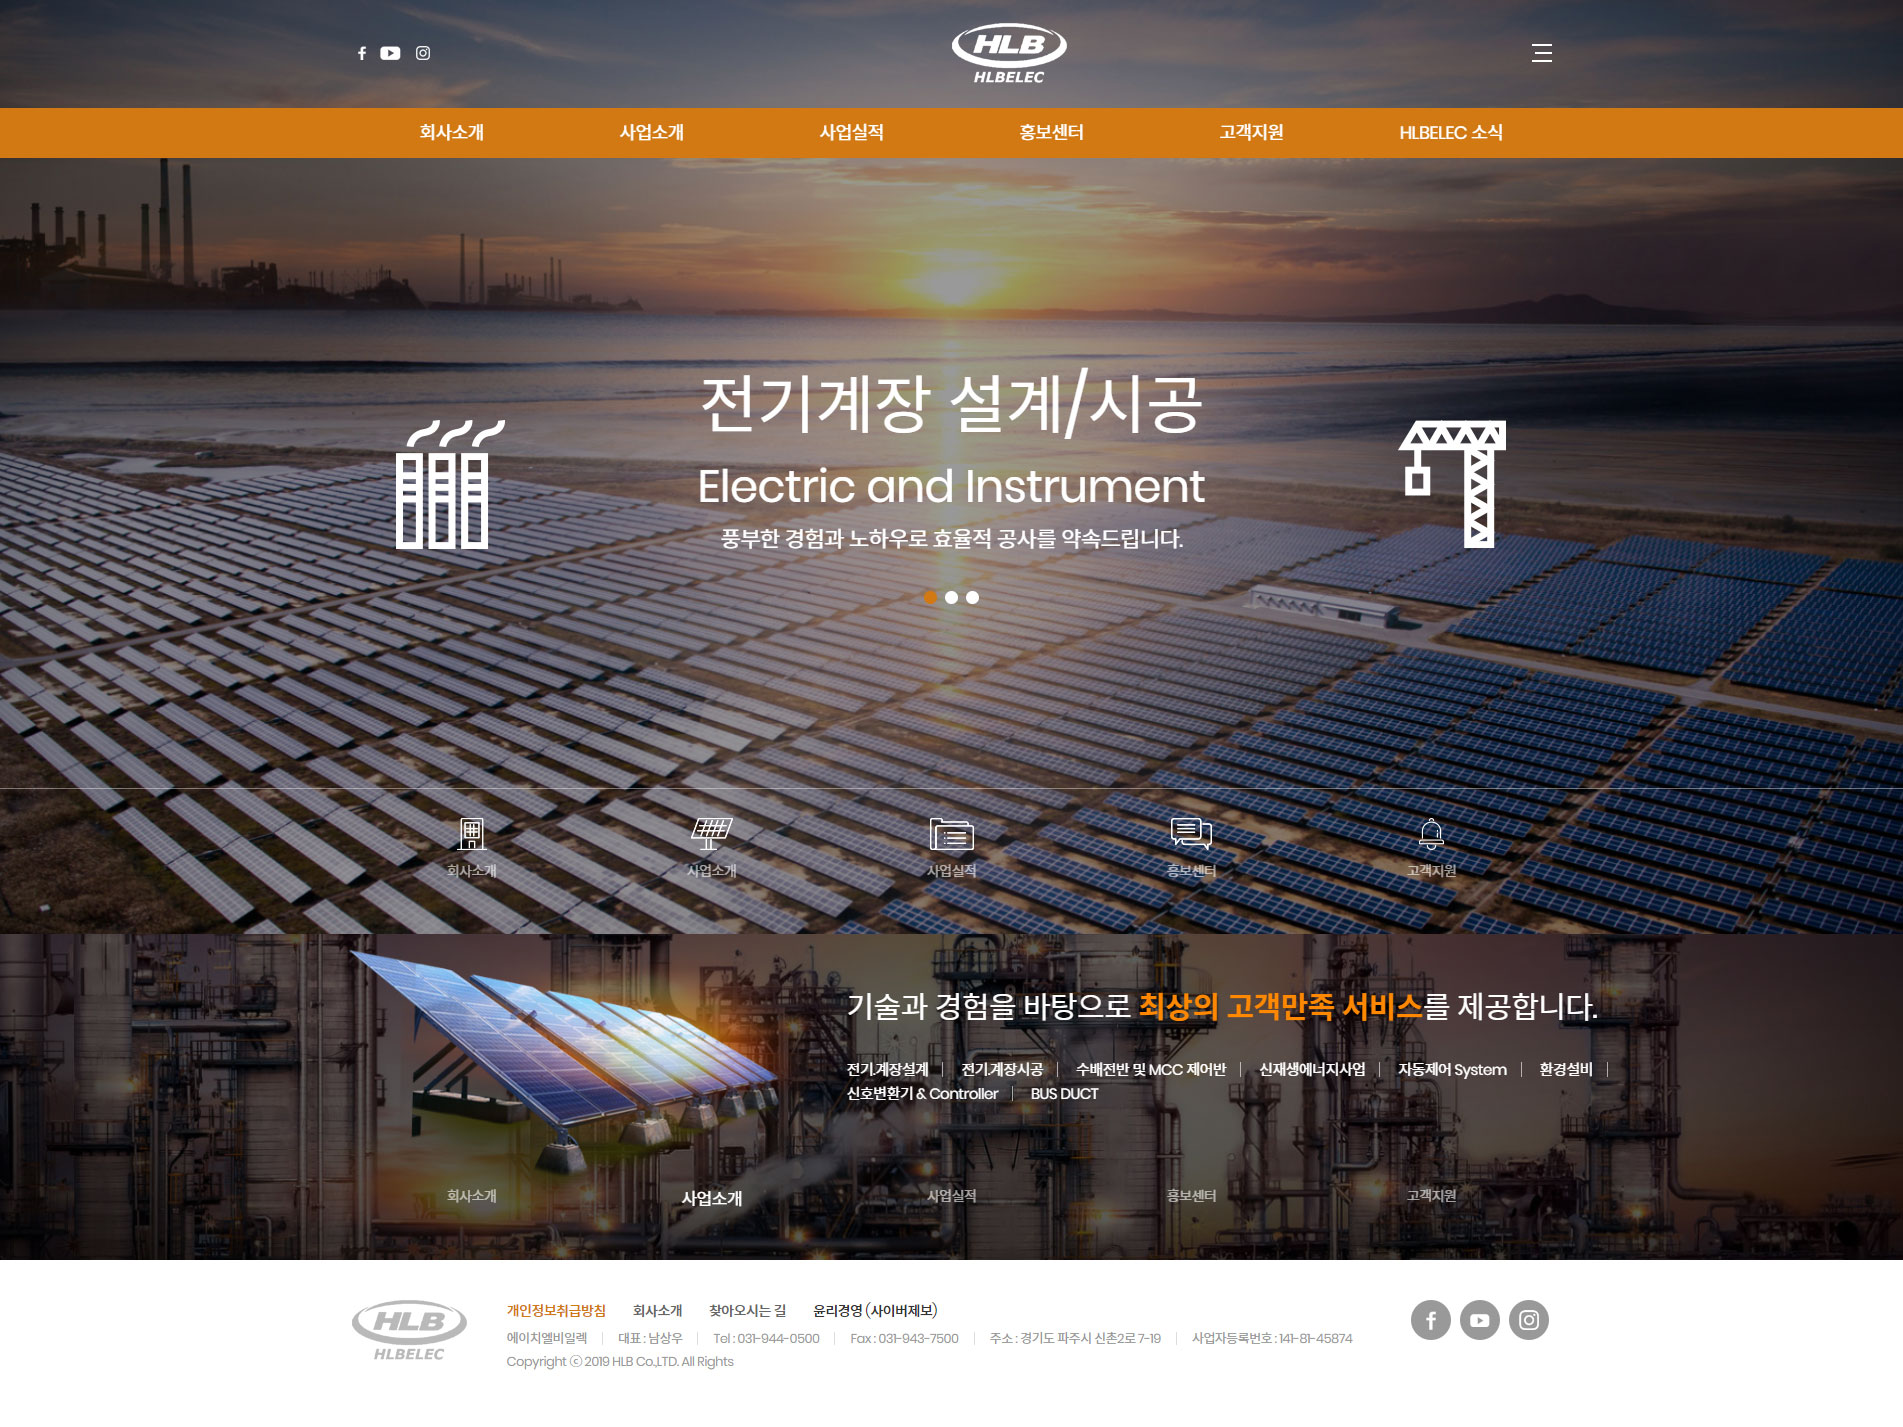 HLB
HLBELEC
회사소개 사업소개 사업실적 홍보센터 고객지원 HLBELEC 소식
전기계장 설계/시공
Electric and Instrument
풍부한 경험과 노하우로 효율적 공사를 약속드립니다.
회사소개 사업소개 사업실적 홍보센터 고객지원
기술과 경험을 바탕으로 최상의 고객만족 서비스를 제공합니다.
전기.계장설계 전기.계장시공 수배전반 및 MCC 제어반 신재생에너지사업 자동제어 System 환경설비
신호변환기 & Controller BUS DUCT
회사소개 사업소개 사업실적 홍보센터 고객지원
HLB
HLBELEC
개인정보취급방침 회사소개 찾아오시는 길 윤리경영 (사이버제보)
에이치엘비일렉 대표 : 남상우 Tel : 031-944-0500 Fax : 031-943-7500 주소 : 경기도 파주시 신촌2로 7-19 사업자등록번호 : 141-81-45874
Copyright ⓒ 2019 HLB Co.,LTD. All Rights